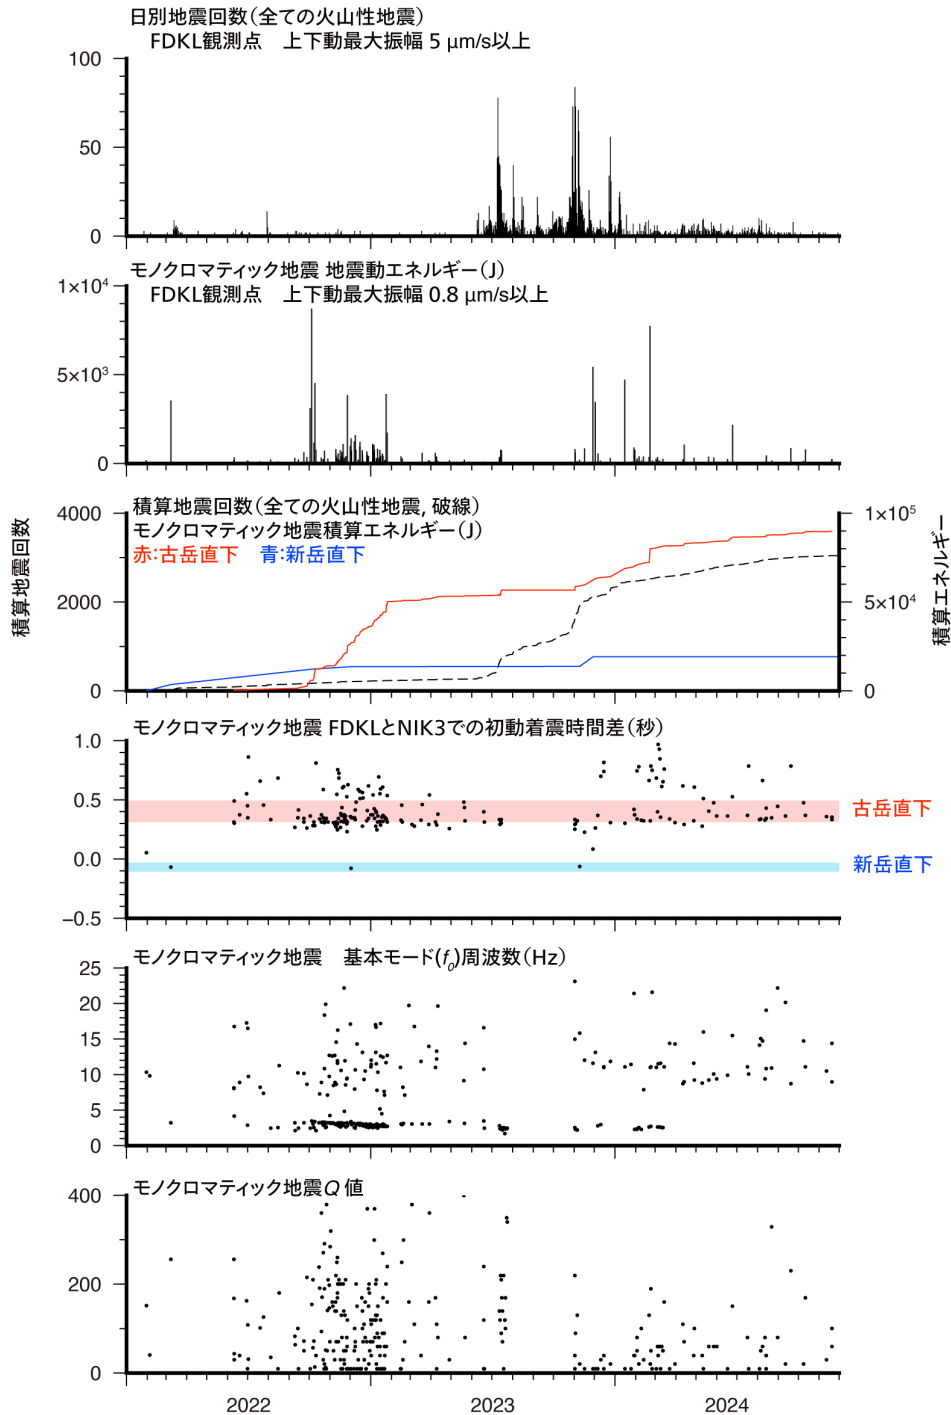 日別地震回数（全ての火山性地震）
FDKL観測点　上下動最大振幅 5 μm/s以上
100
50
0
モノクロマティック地震 地震動エネルギー（J）
FDKL観測点　上下動最大振幅 0.8 μm/s以上
1×10⁴
5×10³
0
積算地震回数（全ての火山性地震, 破線）
モノクロマティック地震積算エネルギー（J）
赤：古岳直下　青：新岳直下
積算地震回数
4000
2000
0
1×10⁵
5×10⁴
0
積算エネルギー
モノクロマティック地震 FDKLとNIK3での初動着震時間差（秒）
1.0
0.5
0.0
−0.5
古岳直下
新岳直下
モノクロマティック地震　基本モード(f₀)周波数（Hz）
25
20
15
10
5
0
モノクロマティック地震Q 値
400
200
0
2022 2023 2024